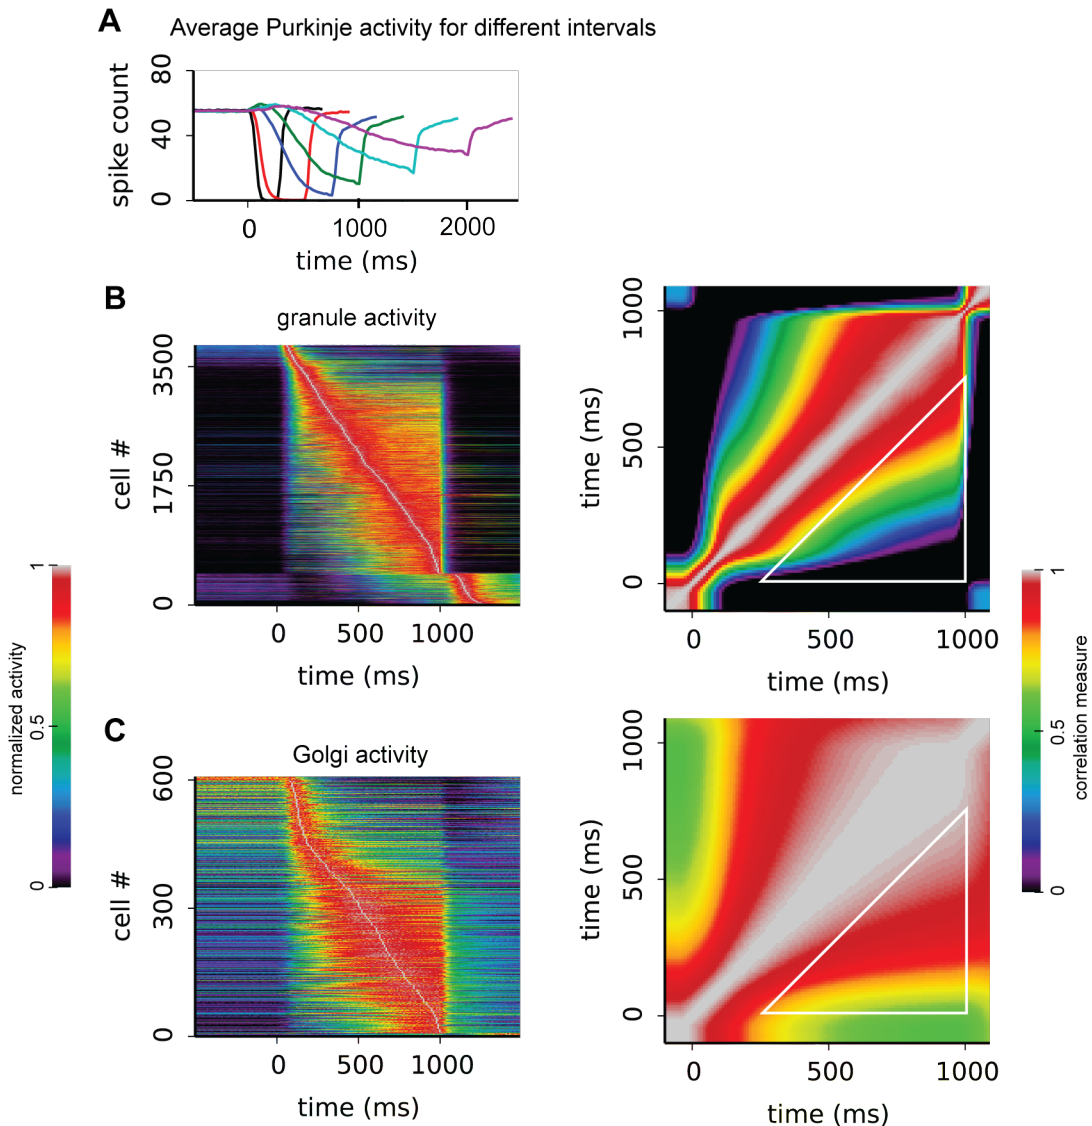 A
Average Purkinje activity for different intervals
spike count
80
40
0
0 1000 2000
time (ms)
B
granule activity
cell #
3500
1750
0
0 500 1000
time (ms)
time (ms)
1000
500
0
0 500 1000
time (ms)
normalized activity
1
0.5
0
correlation measure
1
0.5
0
C
Golgi activity
cell #
600
300
0
0 500 1000
time (ms)
time (ms)
1000
500
0
0 500 1000
time (ms)